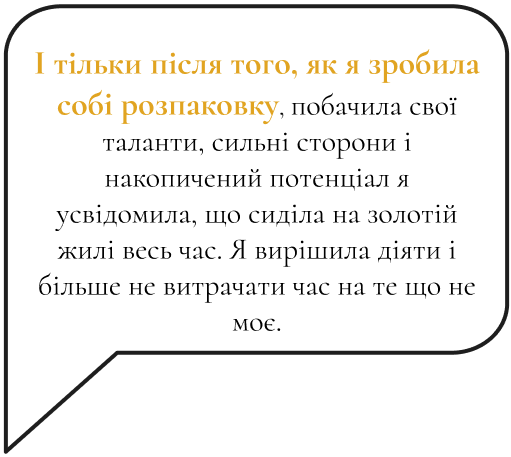 І тільки після того, як я зробила
собі розпаковку, побачила свої
таланти, сильні сторони і
накопичений потенціал я
усвідомила, що сиділа на золотій
жилі весь час. Я вирішила діяти і
більше не витрачати час на те що не
моє.